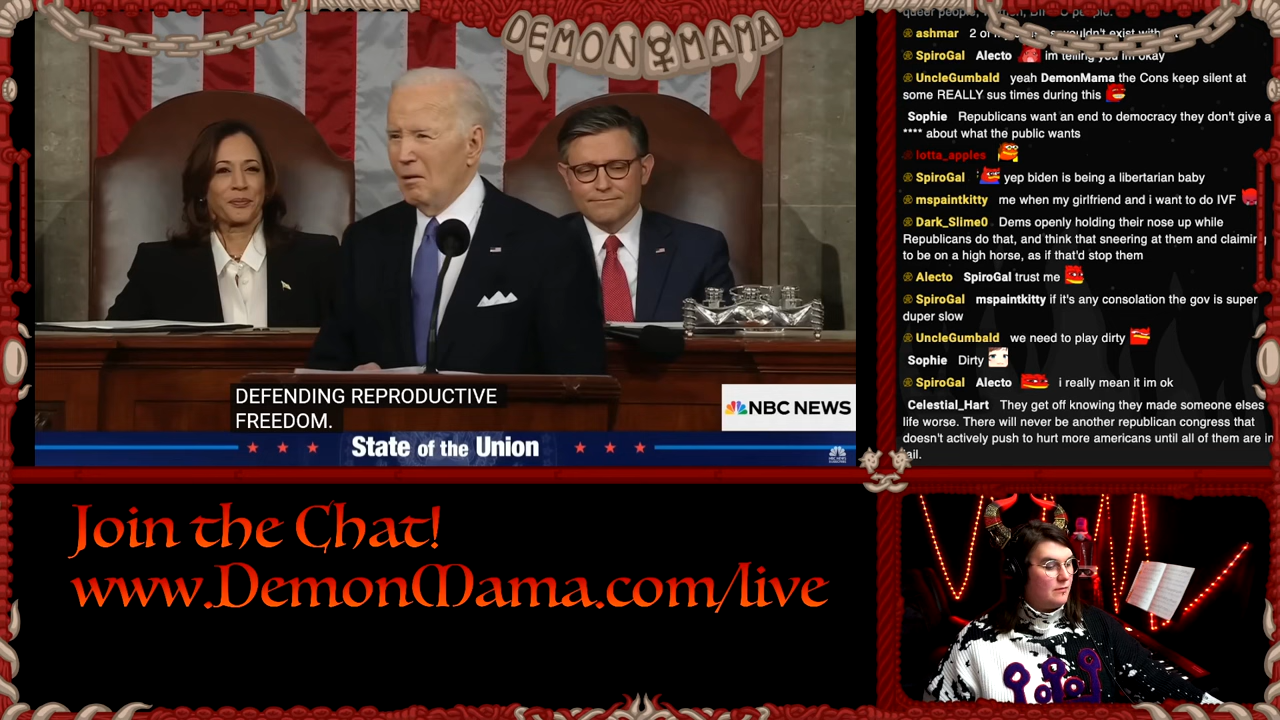 DEMON MAMA
queer people,
ashmar 2 of
SpiroGal Alecto im telling you im okay
UncleGumbald yeah DemonMama the Cons keep silent at
some REALLY sus times during this
Sophie Republicans want an end to democracy they don't give a
**** about what the public wants
lotta_apples
SpiroGal yep biden is being a libertarian baby
mspaintkitty me when my girlfriend and i want to do IVF
Dark_Slime0 Dems openly holding their nose up while
Republicans do that, and think that sneering at them and claiming
to be on a high horse, as if that'd stop them
Alecto SpiroGal trust me
SpiroGal mspaintkitty if it's any consolation the gov is super
duper slow
UncleGumbald we need to play dirty
Sophie Dirty
SpiroGal Alecto i really mean it im ok
Celestial_Hart They get off knowing they made someone elses
life worse. There will never be another republican congress that
doesn't actively push to hurt more americans until all of them are in
jail.
DEFENDING REPRODUCTIVE
FREEDOM.
NBC NEWS
State of the Union
Join the Chat!
www.DemonMama.com/live